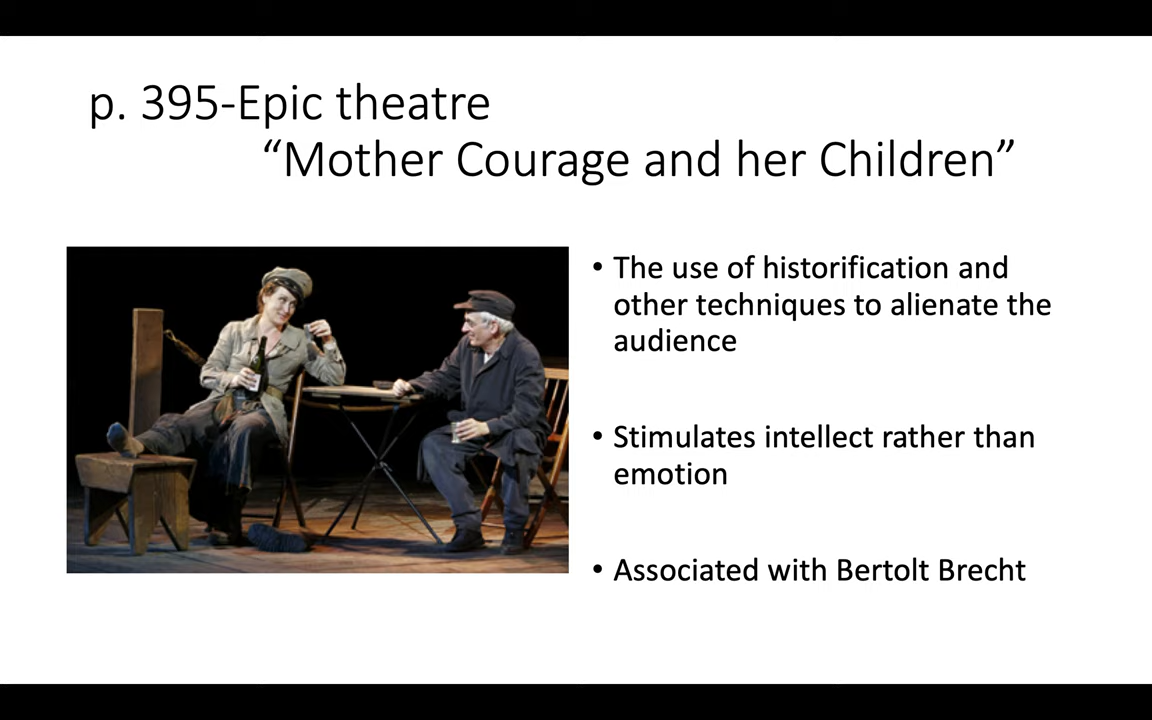 p. 395-Epic theatre
“Mother Courage and her Children”
• The use of historification and
other techniques to alienate the
audience
• Stimulates intellect rather than
emotion
• Associated with Bertolt Brecht